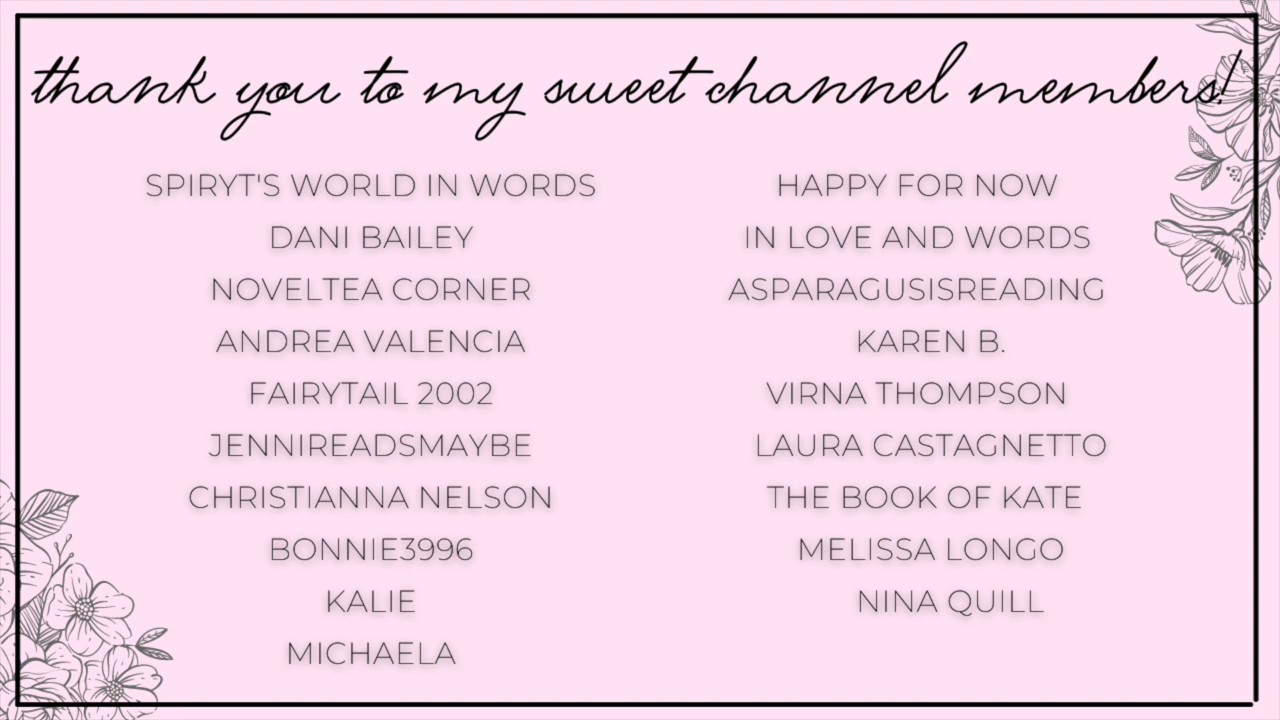 thank you to my sweet channel members!
SPIRYT'S WORLD IN WORDS
DANI BAILEY
NOVELTEA CORNER
ANDREA VALENCIA
FAIRYTAIL 2002
JENNIREADSMAYBE
CHRISTIANNA NELSON
BONNIE3996
KALIE
MICHAELA
HAPPY FOR NOW
IN LOVE AND WORDS
ASPARAGUSISREADING
KAREN B.
VIRNA THOMPSON
LAURA CASTAGNETTO
THE BOOK OF KATE
MELISSA LONGO
NINA QUILL